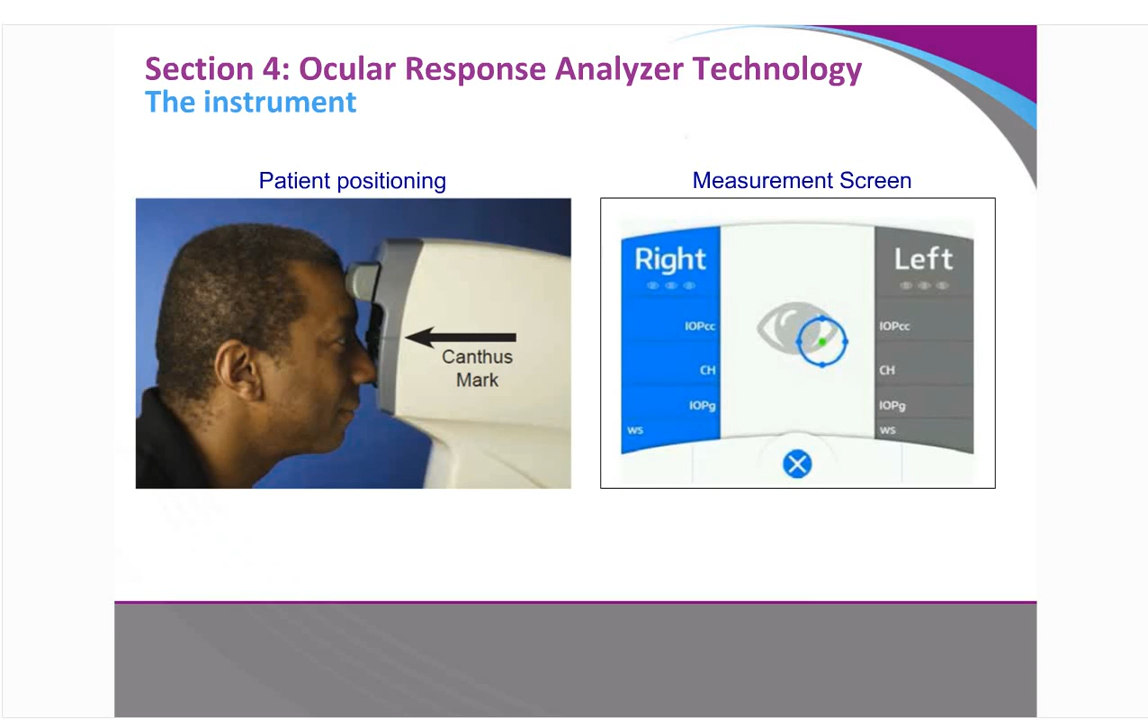 Section 4: Ocular Response Analyzer Technology
The instrument
Patient positioning
Measurement Screen
Canthus
Mark
Right
Left
IOPcc
IOPcc
CH
CH
IOPg
IOPg
WS
WS